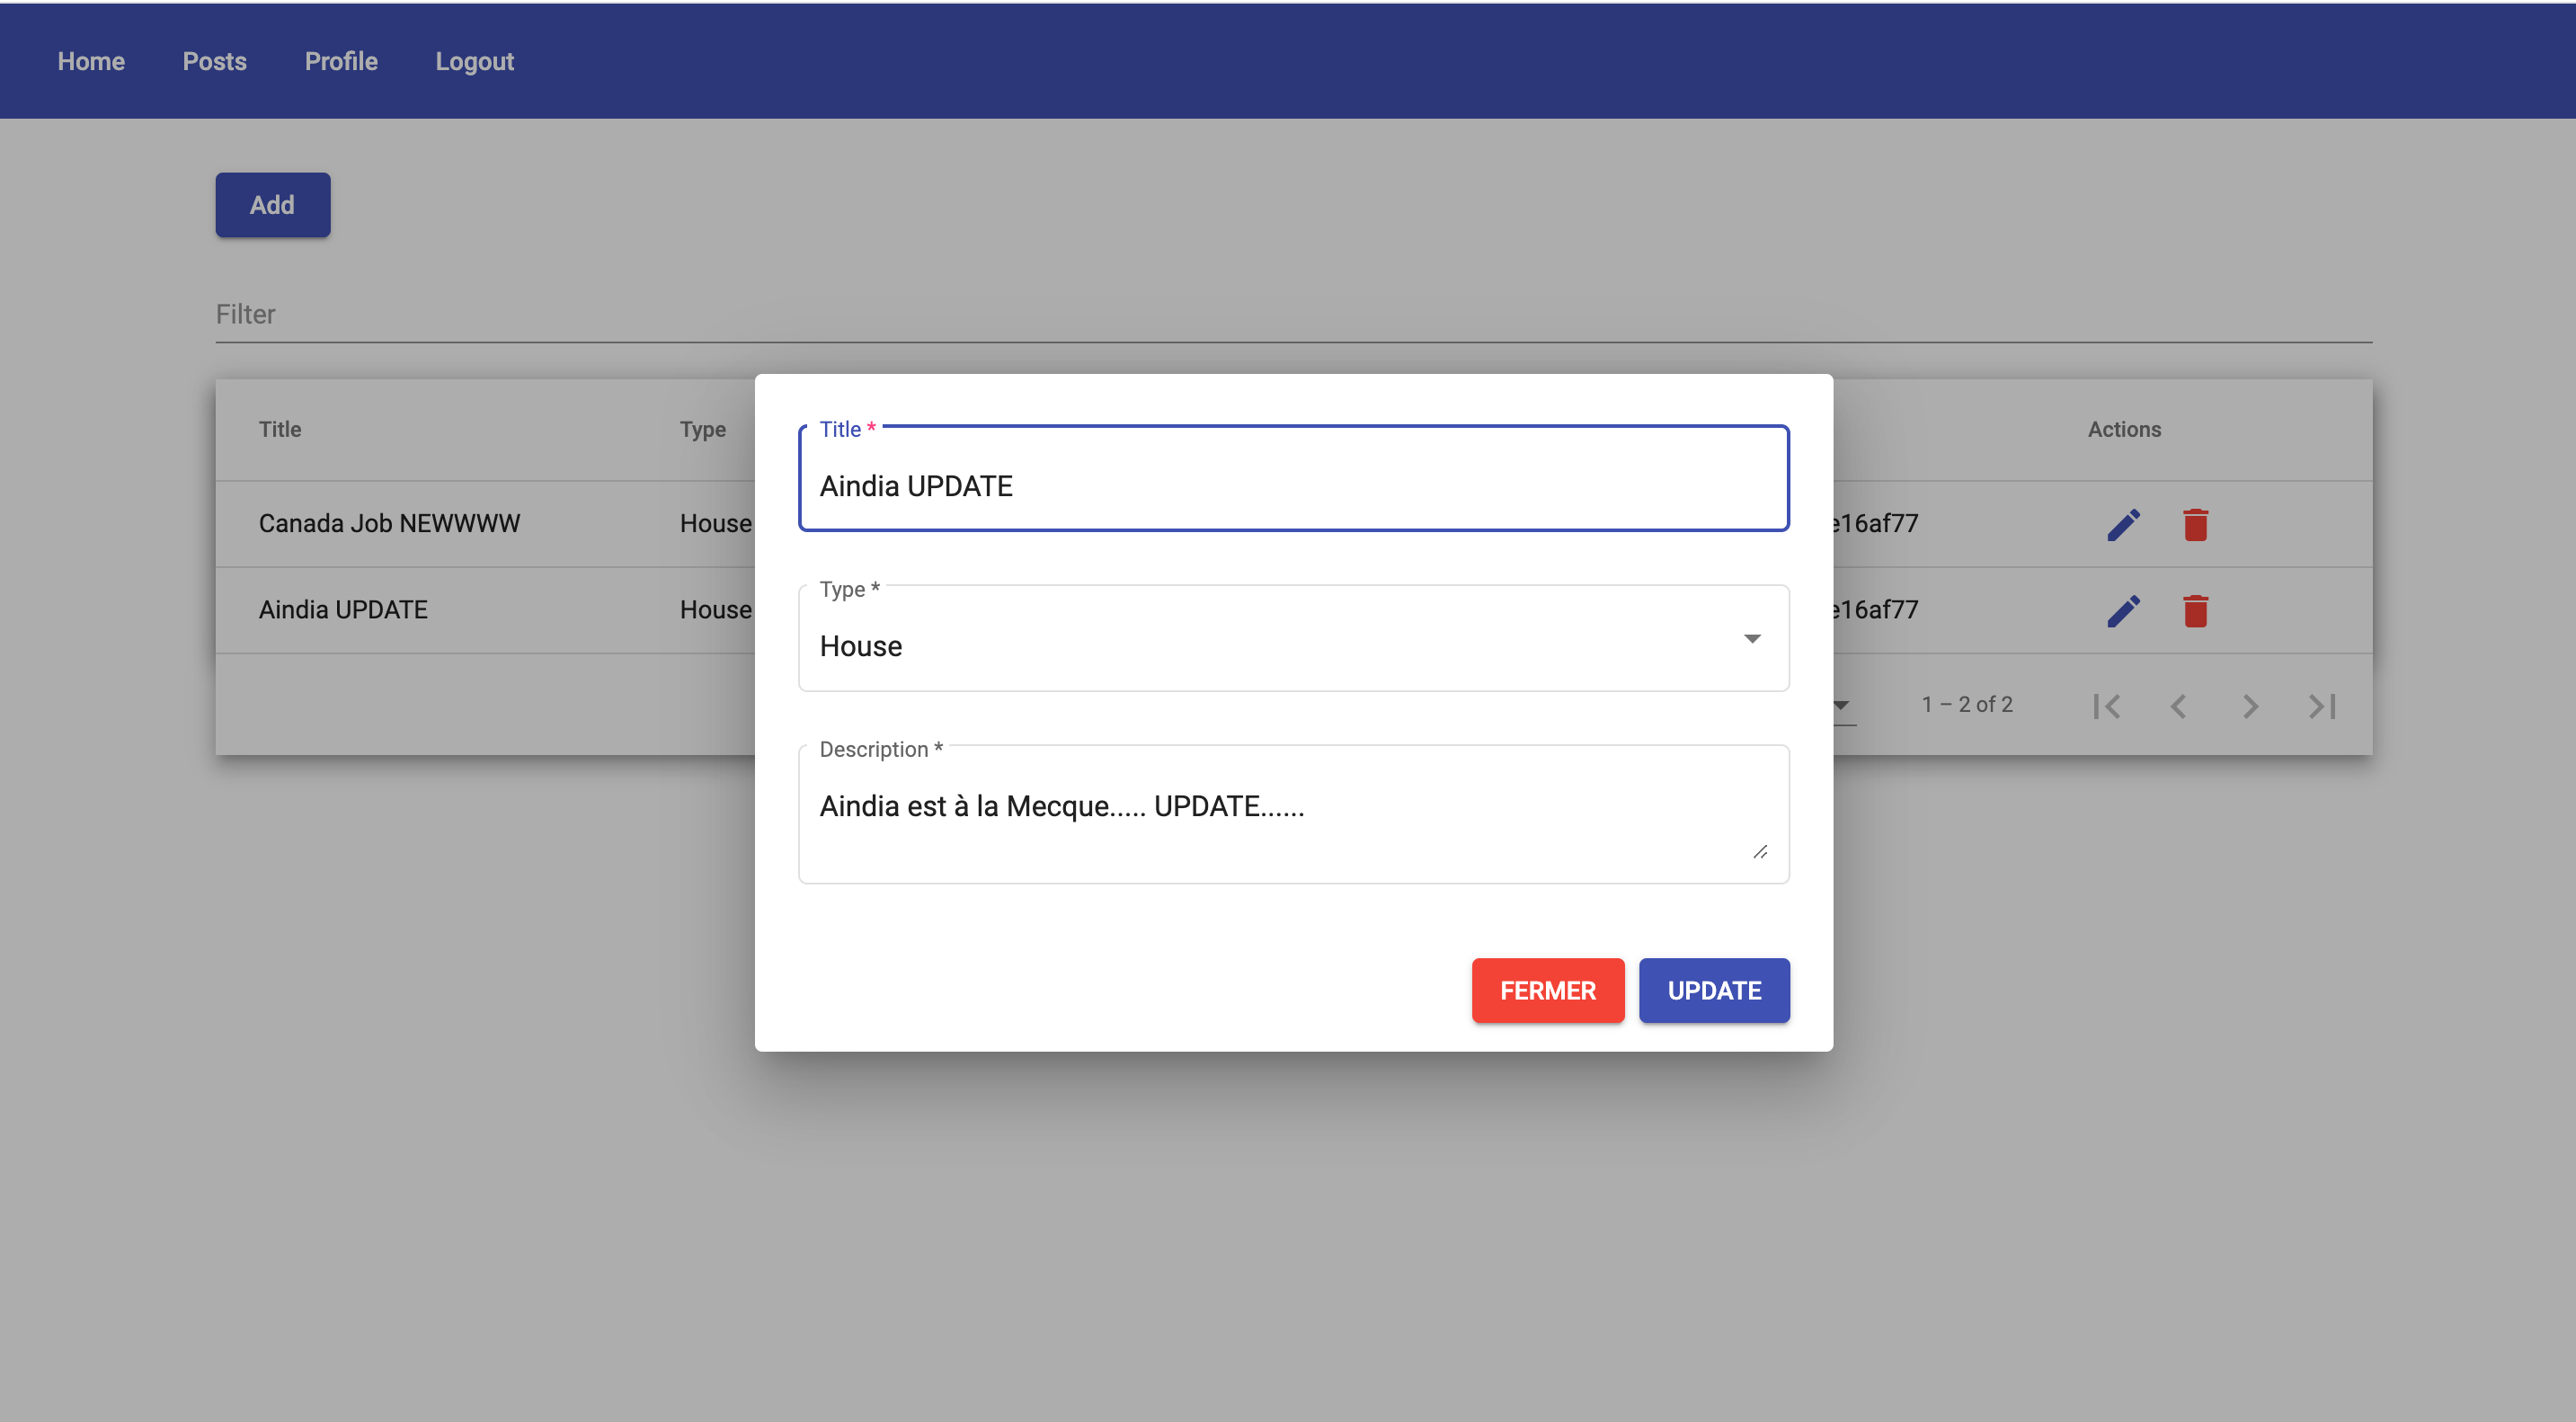 Home Posts Profile Logout
Add
Filter
Title Type Actions
Canada Job NEWWWW House e16af77
Aindia UPDATE House e16af77
1 – 2 of 2
Title *
Aindia UPDATE
Type *
House
Description *
Aindia est à la Mecque..... UPDATE......
FERMER UPDATE